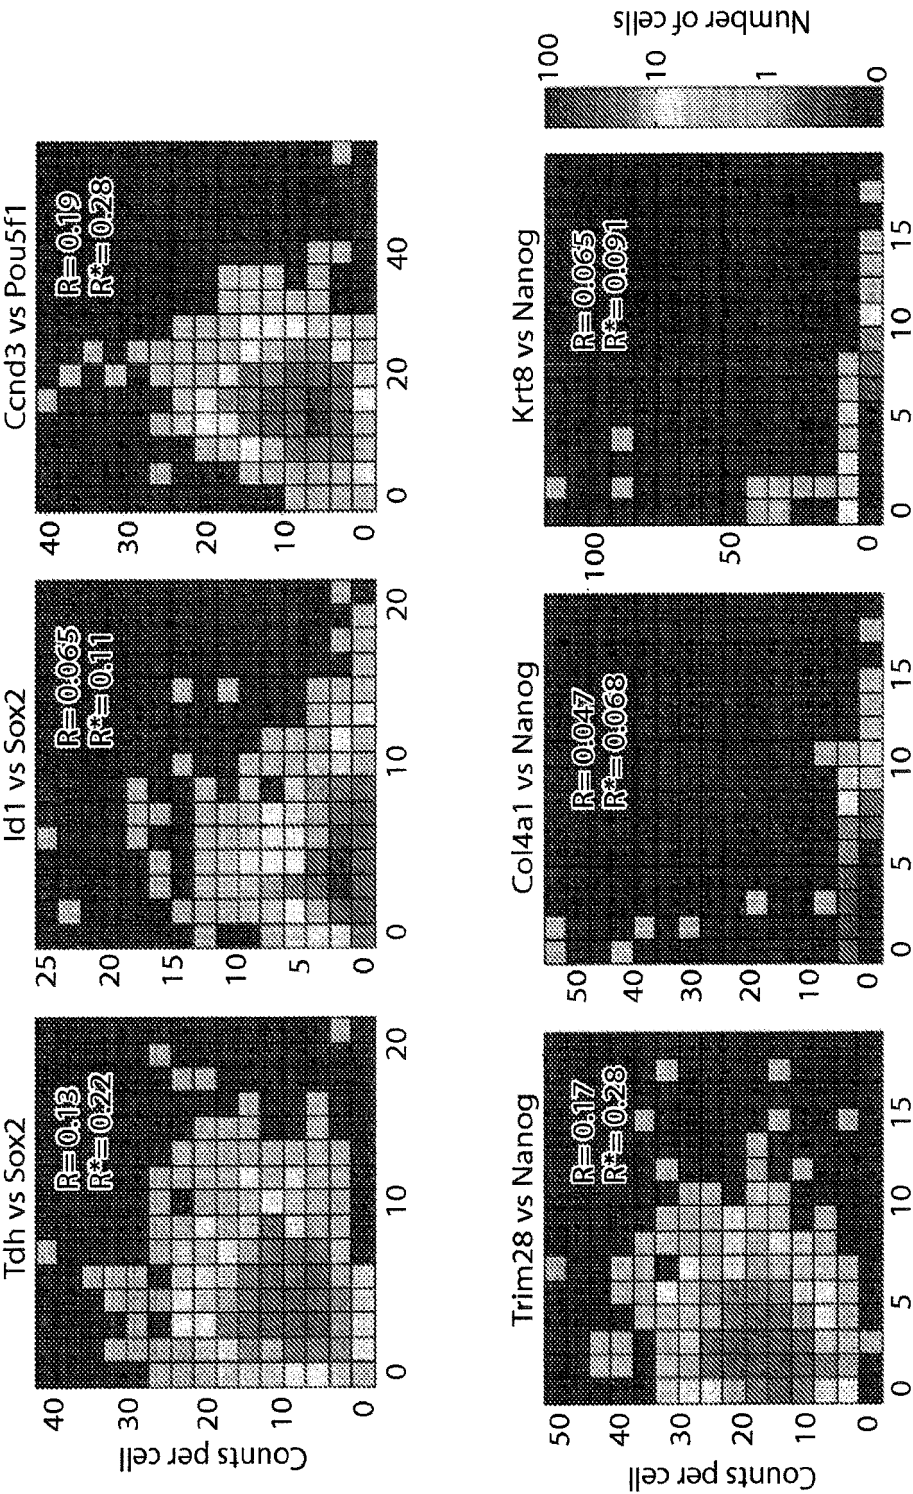 Tdh vs Sox2
R= 0.13
R*= 0.22
Counts per cell
40
30
20
10
0
0 10 20
Id1 vs Sox2
R= 0.065
R*= 0.11
25
20
15
10
5
0
0 10 20
Ccnd3 vs Pou5f1
R= 0.19
R*= 0.28
40
30
20
10
0
0 20 40
Trim28 vs Nanog
R= 0.17
R*= 0.28
Counts per cell
50
40
30
20
10
0
0 5 10 15
Col4a1 vs Nanog
R= 0.047
R*= 0.068
50
40
30
20
10
0
0 5 10 15
Krt8 vs Nanog
R= 0.065
R*= 0.091
100
50
0
0 5 10 15
100
10
1
0
Number of cells